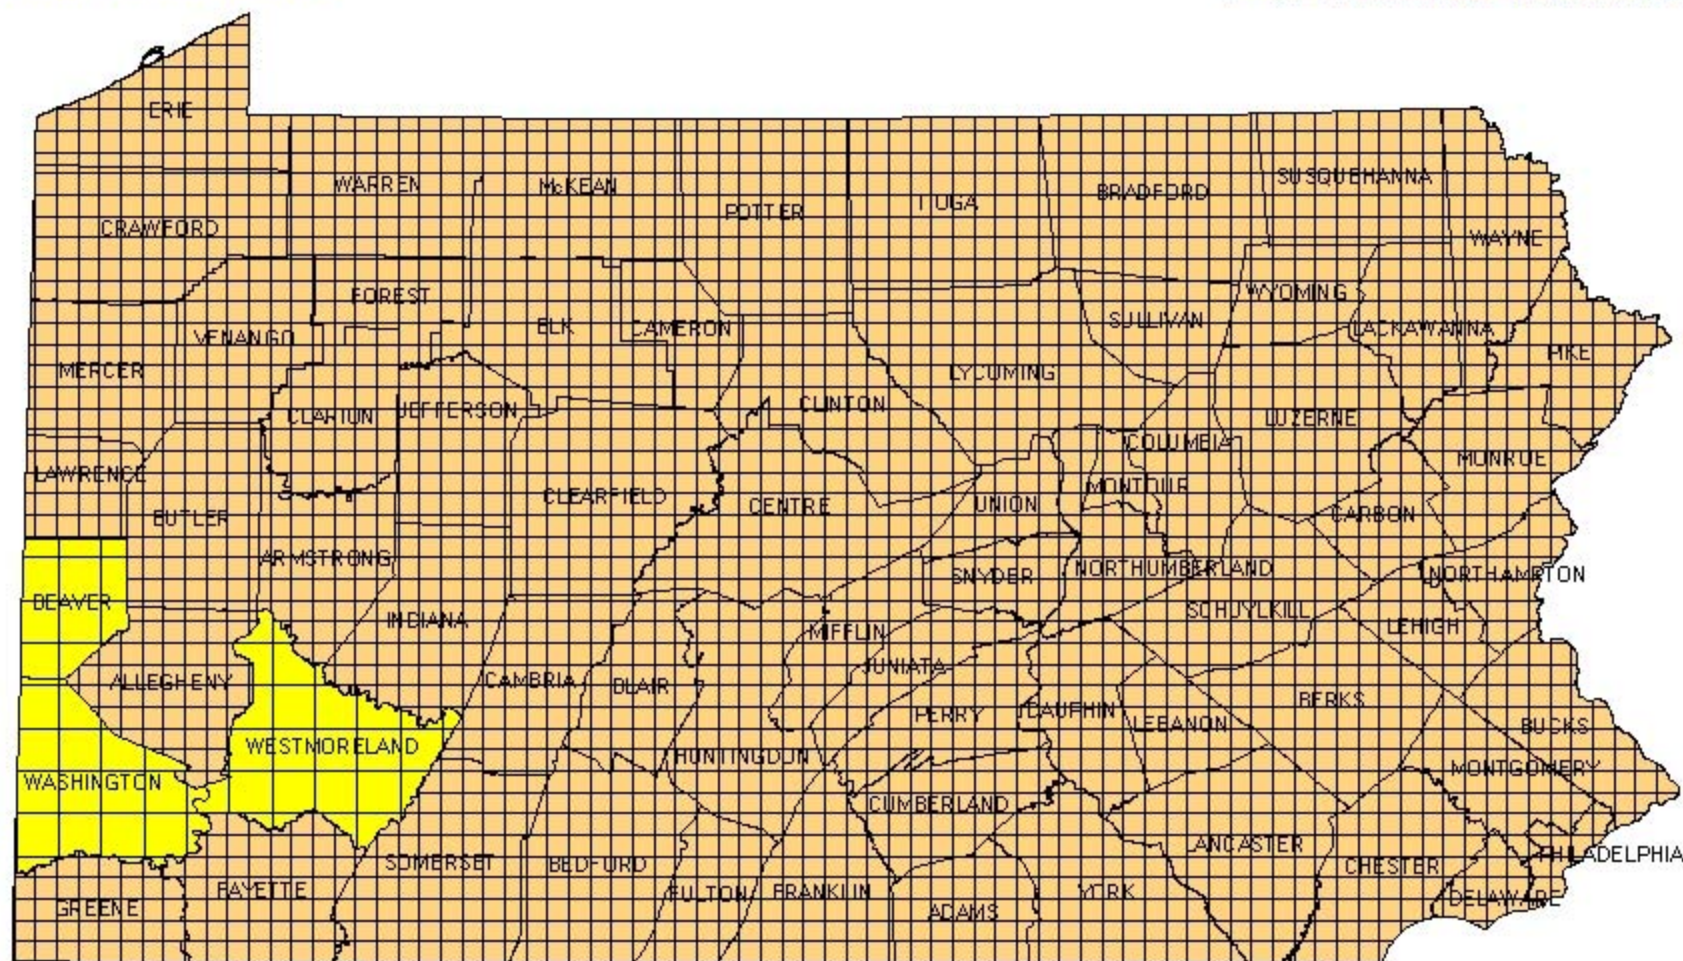 ERIE
WARREN
McKEAN
POTTER
TIOGA
BRADFORD
SUSQUEHANNA
CRAWFORD
WAYNE
FOREST
WYOMING
VENANGO
ELK
CAMERON
SULLIVAN
LACKAWANNA
MERCER
LYCOMING
PIKE
CLARION
JEFFERSON
CLINTON
LUZERNE
COLUMBIA
LAWRENCE
MONROE
CLEARFIELD
CENTRE
UNION
MONTOUR
BUTLER
CARBON
ARMSTRONG
SNYDER
NORTHUMBERLAND
NORTHAMPTON
BEAVER
INDIANA
SCHUYLKILL
MIFFLIN
LEHIGH
ALLEGHENY
CAMBRIA
BLAIR
JUNIATA
PERRY
DAUPHIN
LEBANON
BERKS
BUCKS
WESTMORELAND
HUNTINGDON
MONTGOMERY
WASHINGTON
CUMBERLAND
SOMERSET
BEDFORD
LANCASTER
CHESTER
PHILADELPHIA
GREENE
FAYETTE
FULTON
FRANKLIN
ADAMS
YORK
DELAWARE